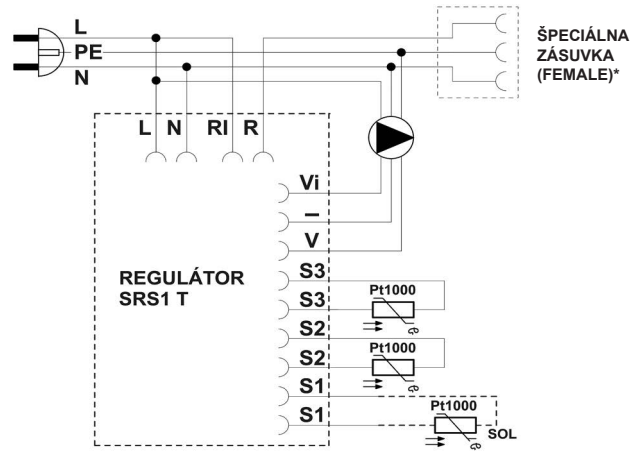 L
PE
N
ŠPECIÁLNA
ZÁSUVKA
(FEMALE)*
L N RI R
Vi
–
V
REGULÁTOR
SRS1 T
S3
S3
Pt1000
S2
S2
Pt1000
S1
S1
Pt1000
SOL